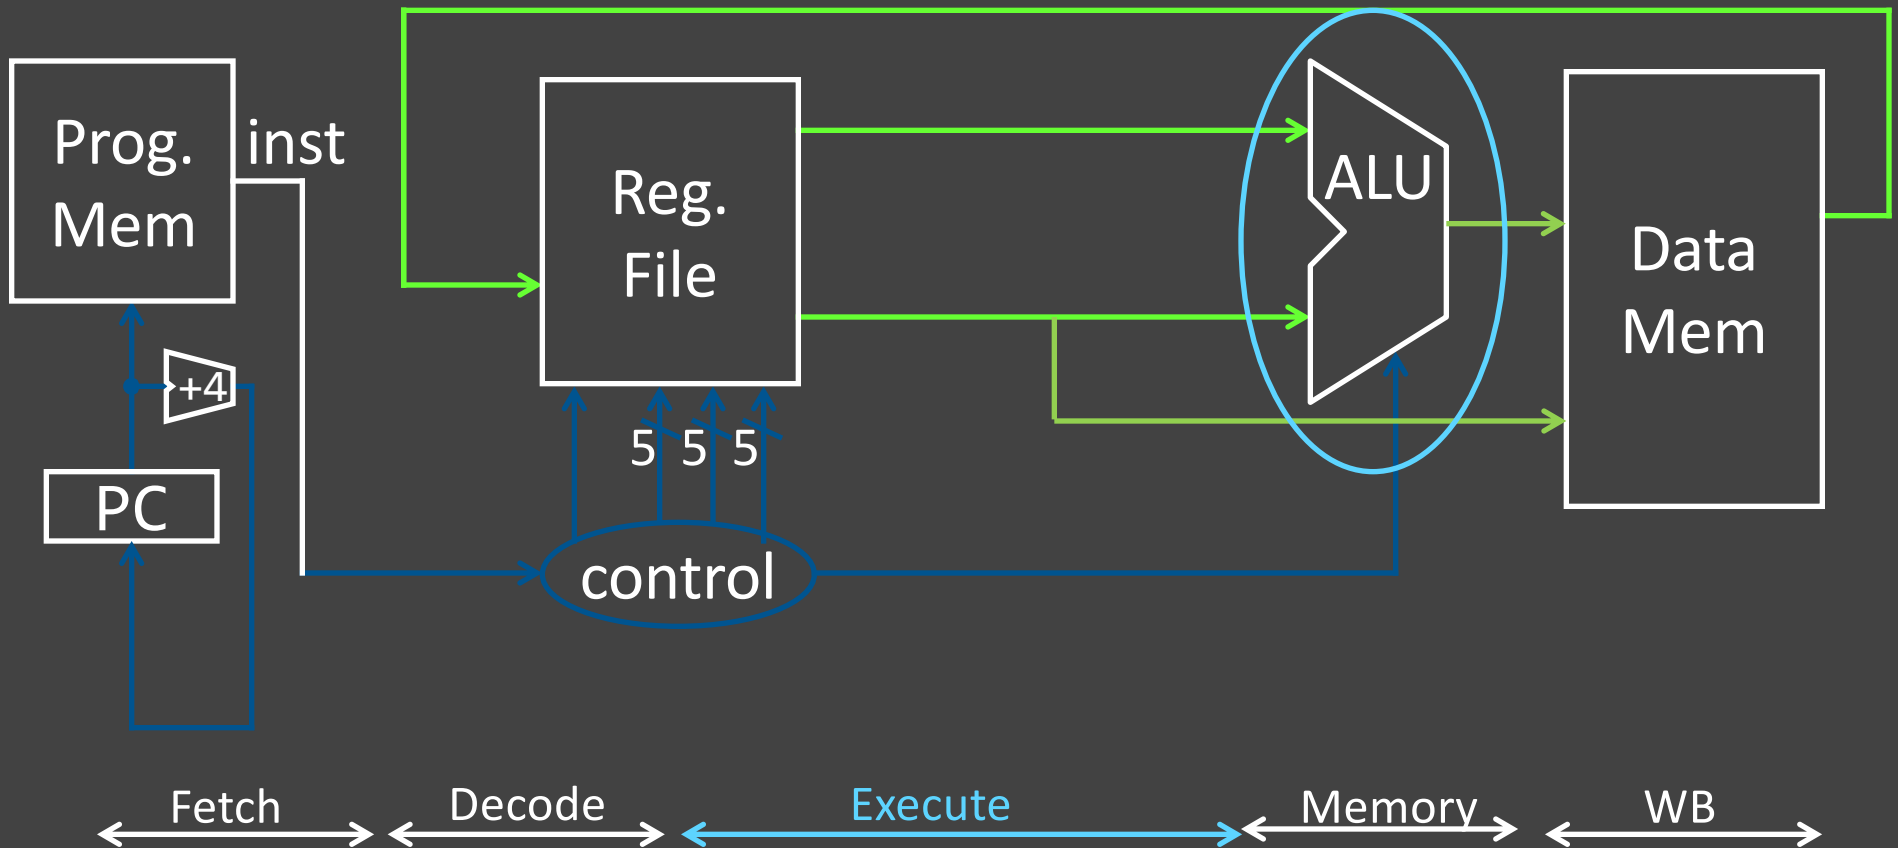 Prog.
Mem
inst
Reg.
File
ALU
Data
Mem
+4
5 5 5
PC
control
Fetch
Decode
Execute
Memory
WB